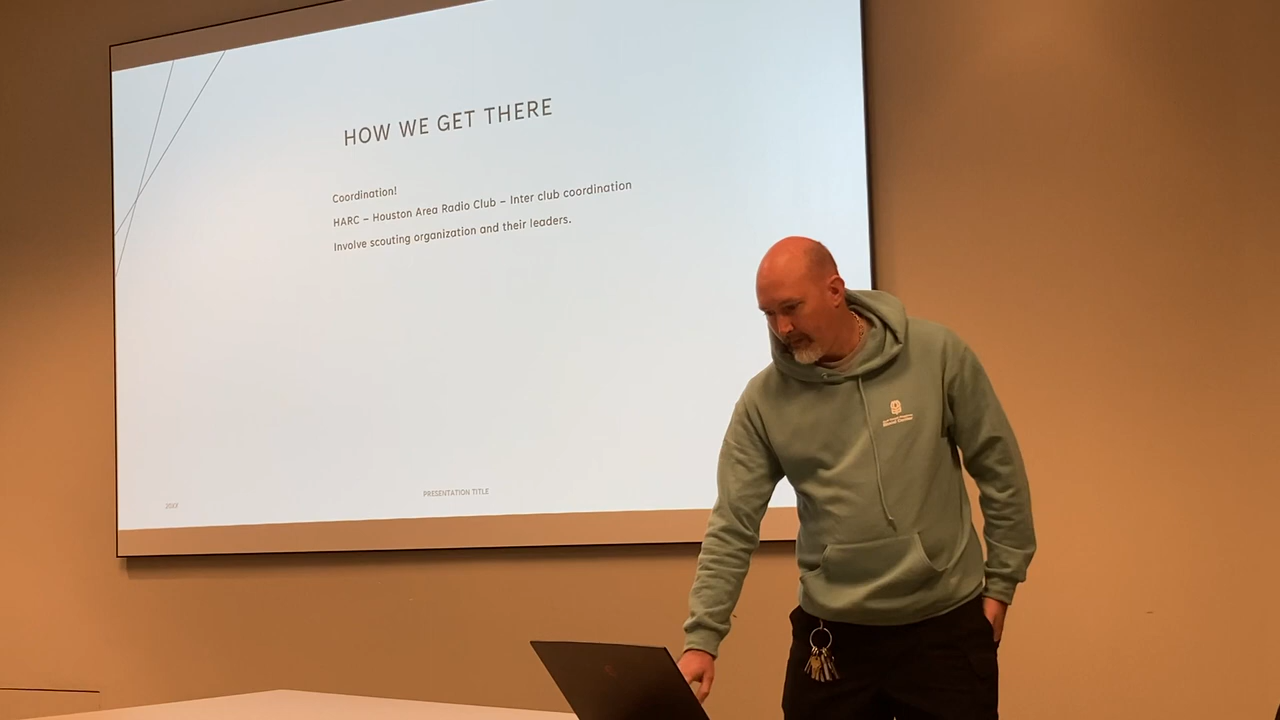 HOW WE GET THERE
Coordination!
HARC – Houston Area Radio Club – Inter club coordination
Involve scouting organization and their leaders.
20XX
PRESENTATION TITLE